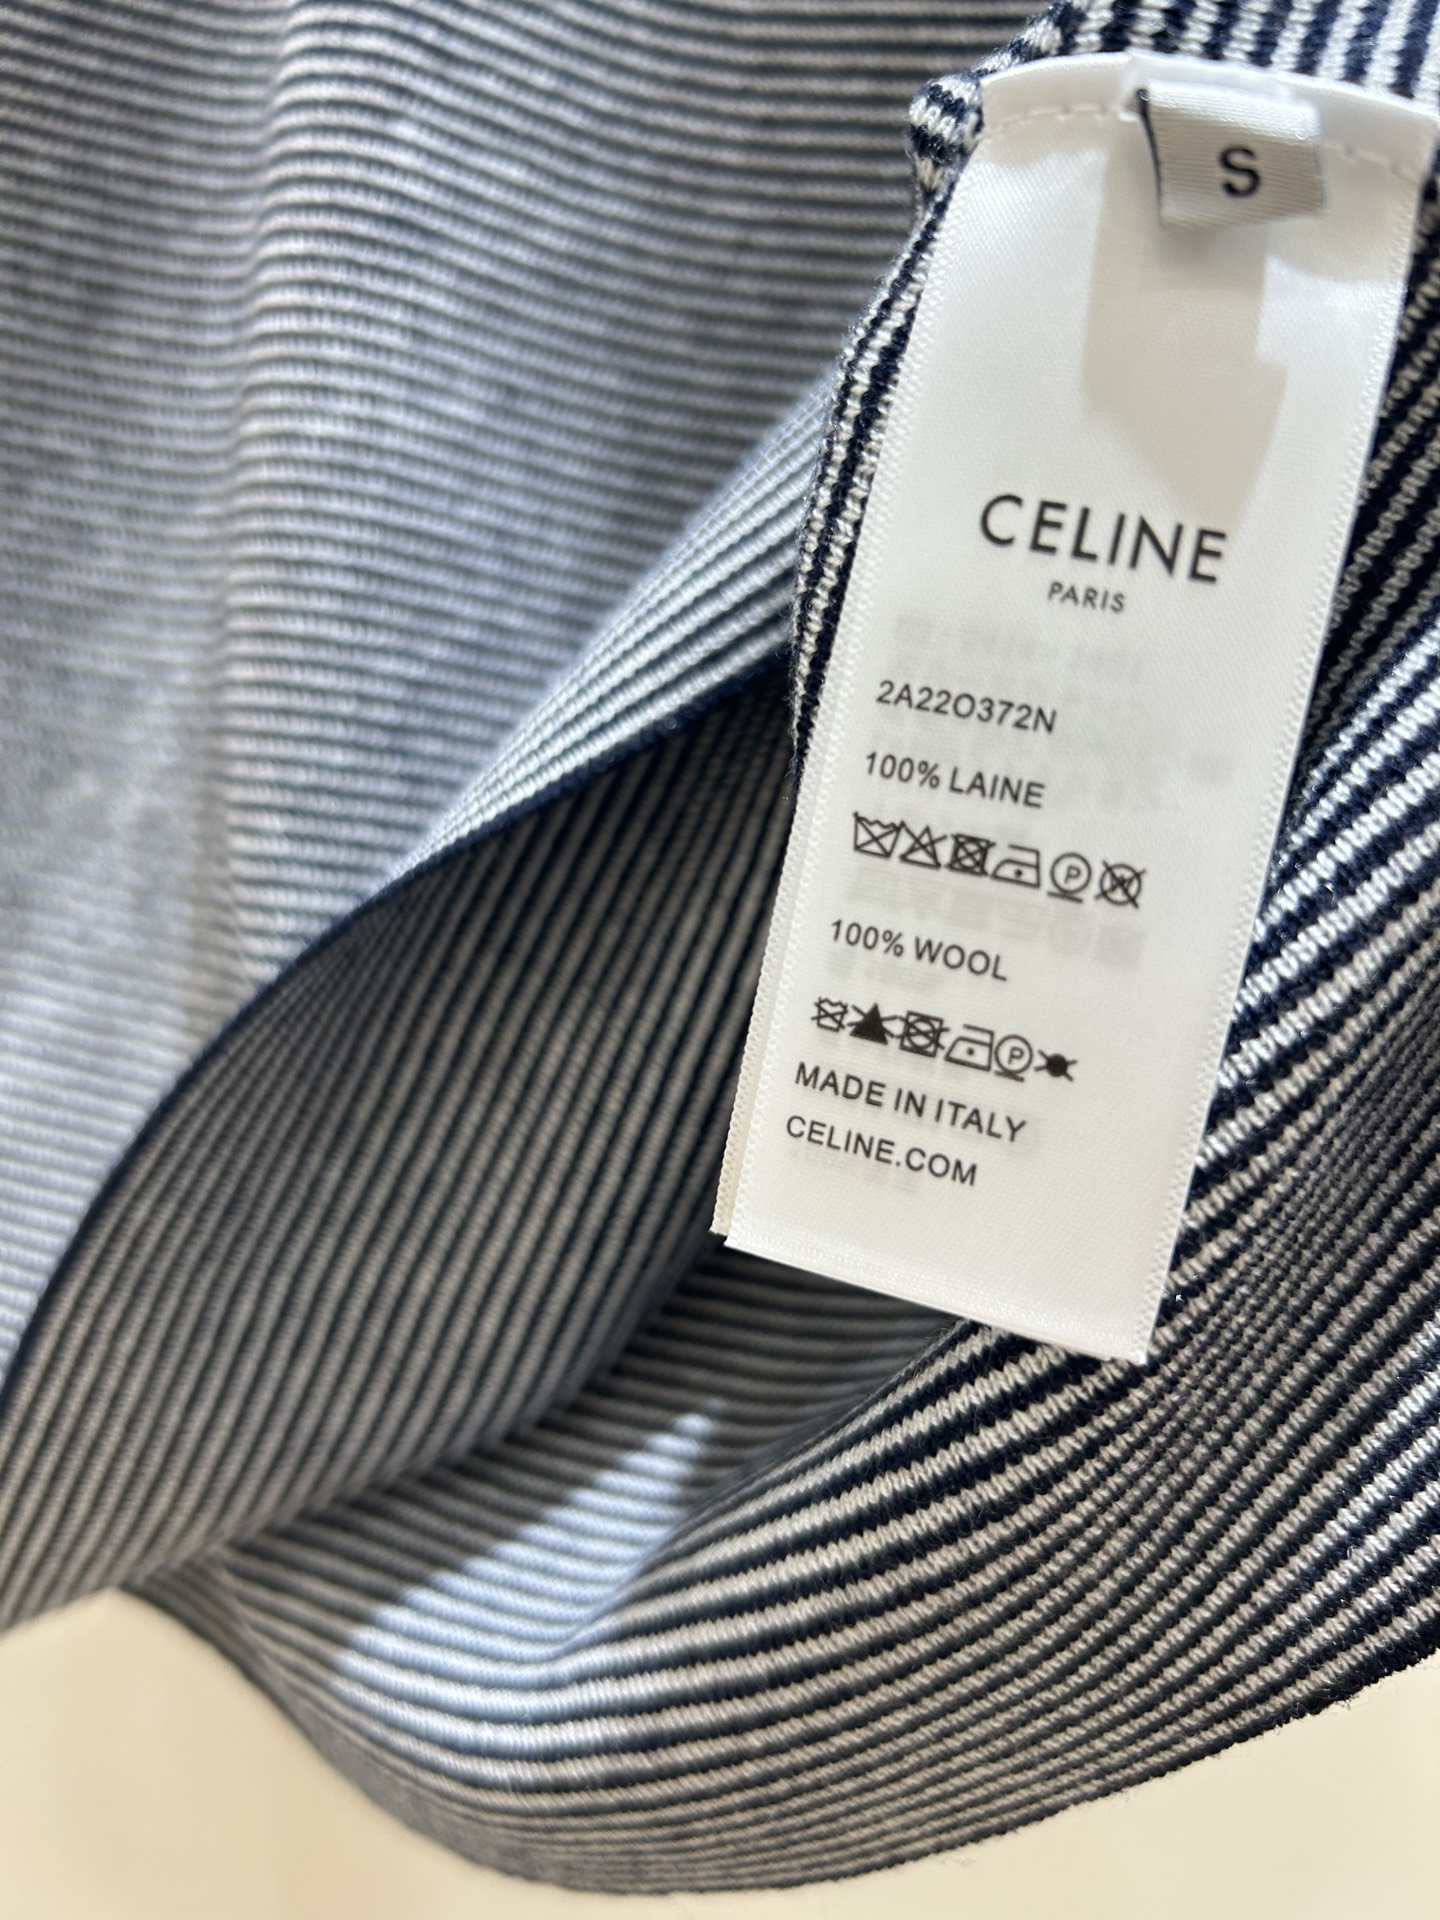 S
CELINE
PARIS
2A22O372N
100% LAINE
P W
100% WOOL
P
MADE IN ITALY
CELINE.COM